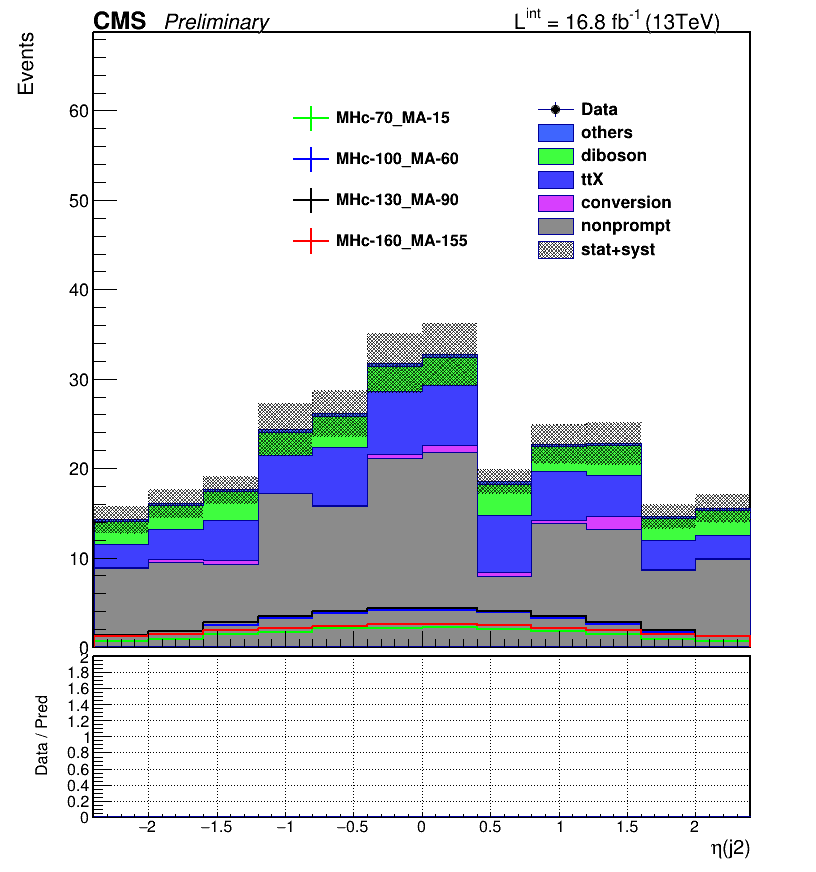 CMS Preliminary L^int = 16.8 fb^-1 (13TeV)
Events
MHc-70_MA-15
MHc-100_MA-60
MHc-130_MA-90
MHc-160_MA-155
Data
others
diboson
ttX
conversion
nonprompt
stat+syst
60
50
40
30
20
10
0
Data / Pred
2
1.8
1.6
1.4
1.2
1
0.8
0.6
0.4
0.2
0
−2 −1.5 −1 −0.5 0 0.5 1 1.5 2
η(j2)